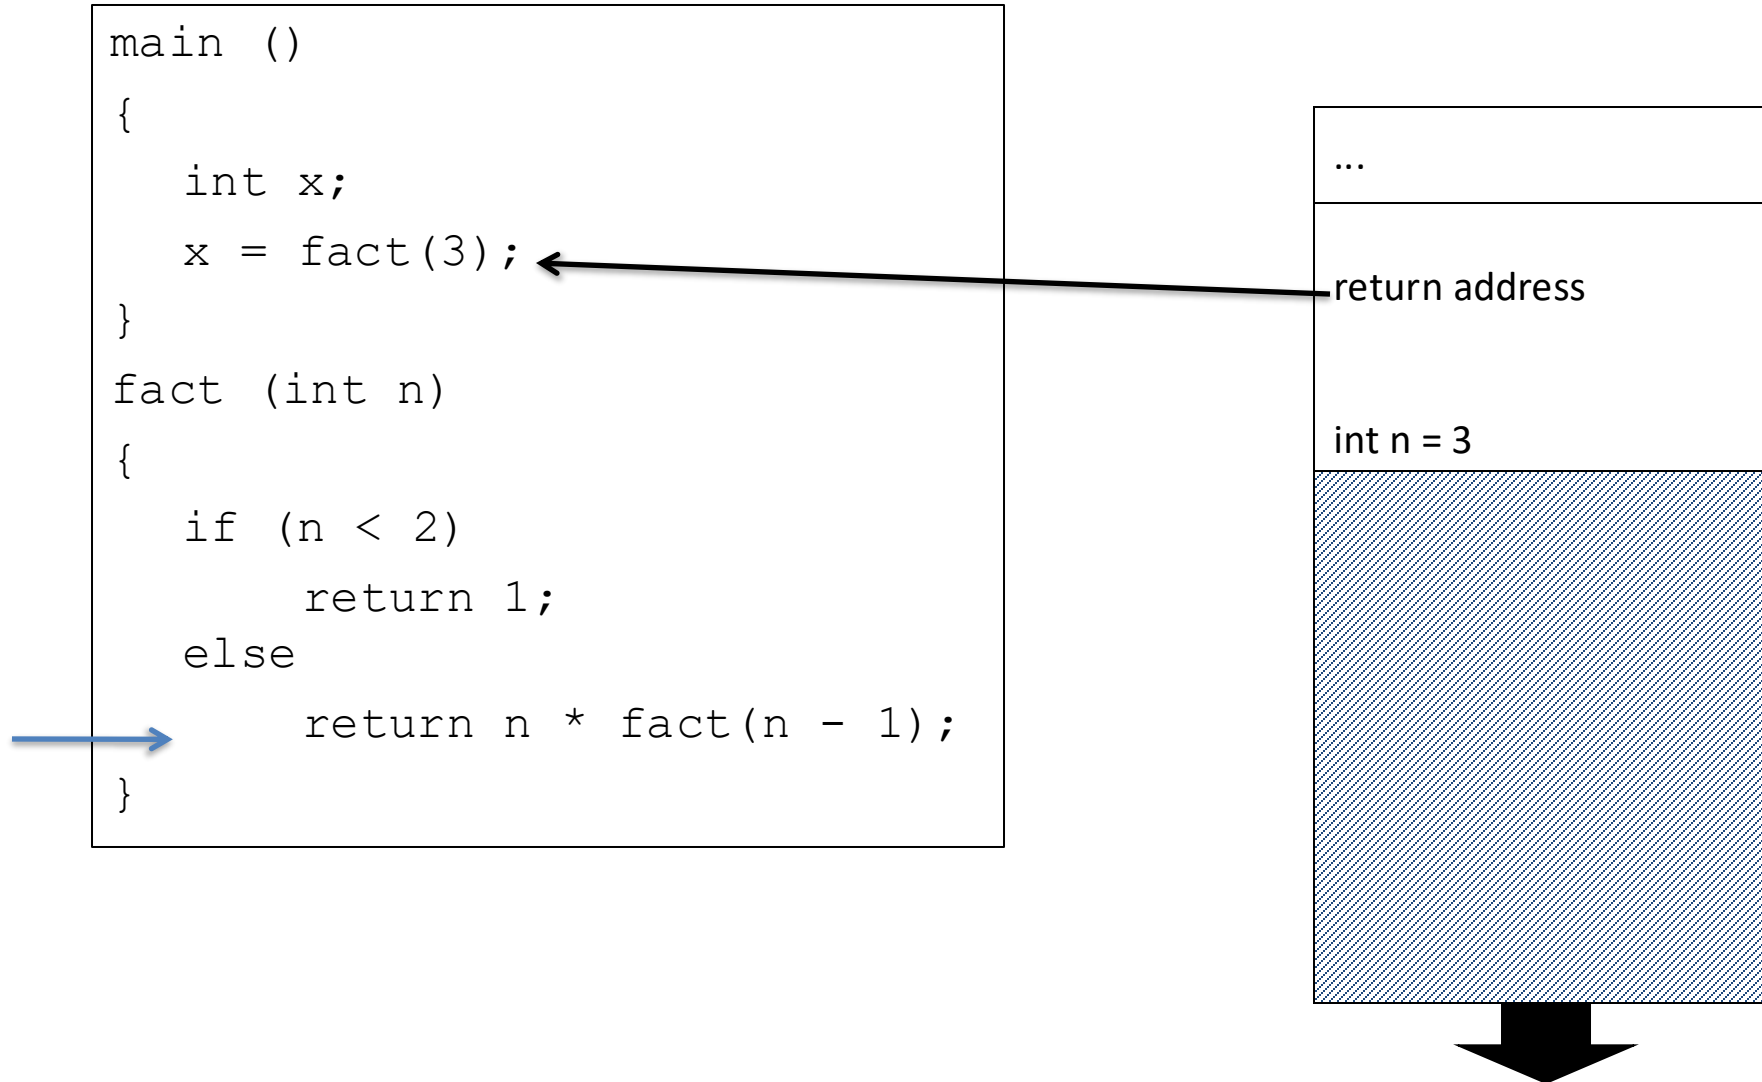 main ()
{
int x;
x = fact(3);
}
fact (int n)
{
if (n < 2)
return 1;
else
return n * fact(n - 1);
}
...
return address
int n = 3